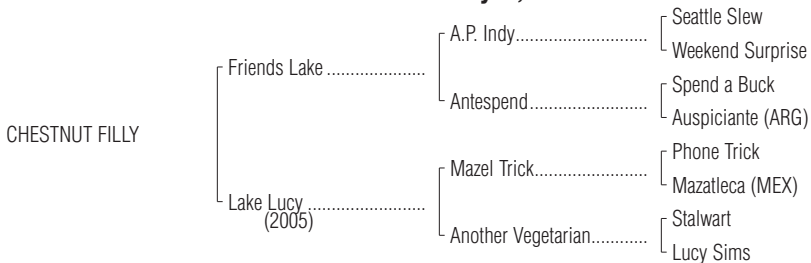 Seattle Slew
A.P. Indy
Weekend Surprise
Friends Lake
Spend a Buck
Antespend
Auspiciante (ARG)
CHESTNUT FILLY
Phone Trick
Mazel Trick
Mazatleca (MEX)
Lake Lucy
(2005)
Stalwart
Another Vegetarian
Lucy Sims